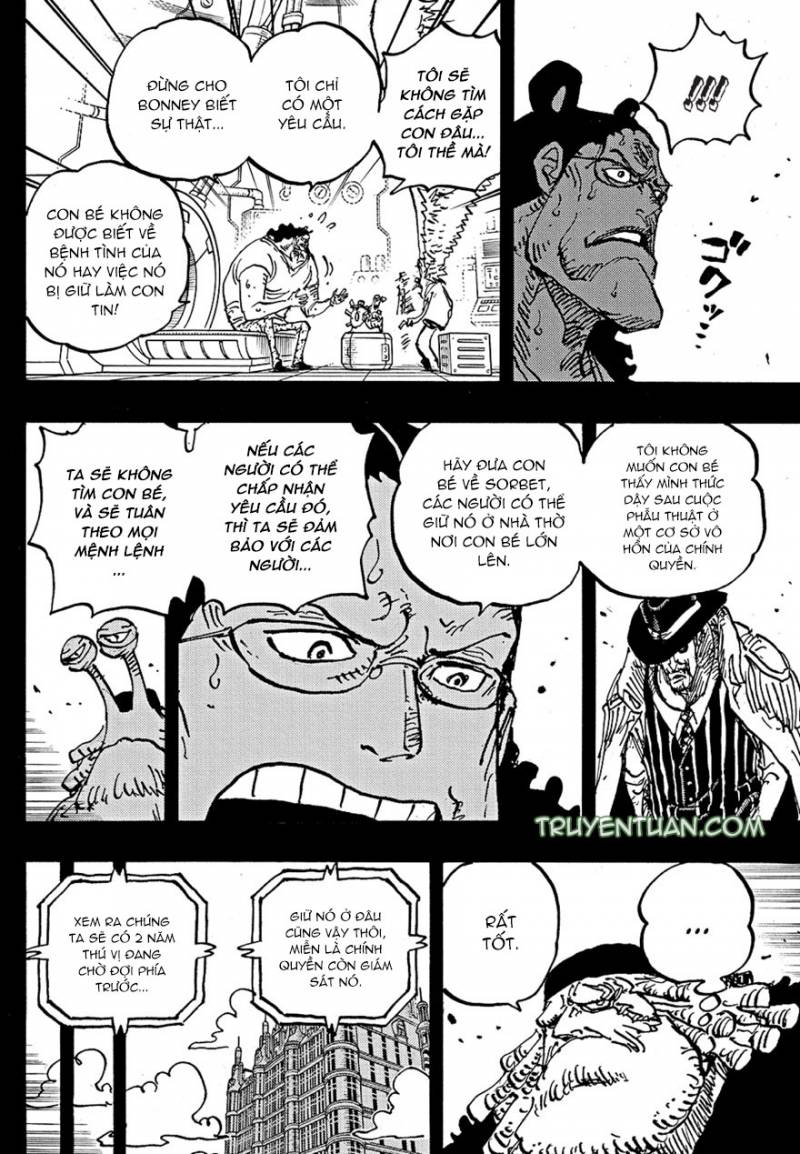 !!!!
ゴクッ
TÔI SẼ
KHÔNG TÌM
CÁCH GẶP
CON ĐÂU...
TÔI THỀ MÀ!
TÔI CHỈ
CÓ MỘT
YÊU CẦU.
ĐỪNG CHO
BONNEY BIẾT
SỰ THẬT...
CON BÉ KHÔNG
ĐƯỢC BIẾT VỀ
BỆNH TÌNH CỦA
NÓ HAY VIỆC NÓ
BỊ GIỮ LÀM CON
TIN!
TÔI KHÔNG
MUỐN CON BÉ
THẤY MÌNH THỨC
DẬY SAU CUỘC
PHẪU THUẬT Ở
MỘT CƠ SỞ VÔ
HỒN CỦA CHÍNH
QUYỀN.
HÃY ĐƯA CON
BÉ VỀ SORBET,
CÁC NGƯỜI CÓ THỂ
GIỮ NÓ Ở NHÀ THỜ
NƠI CON BÉ LỚN
LÊN.
NẾU CÁC
NGƯỜI CÓ THỂ
CHẤP NHẬN
YÊU CẦU ĐÓ,
THÌ TA SẼ ĐẢM
BẢO VỚI CÁC
NGƯỜI...
TA SẼ KHÔNG
TÌM CON BÉ,
VÀ SẼ TUÂN
THEO MỌI
MỆNH LỆNH
...
TRUYENTUAN.COM
...
RẤT
TỐT.
GIỮ NÓ Ở ĐÂU
CŨNG VẬY THÔI,
MIỄN LÀ CHÍNH
QUYỀN CÒN GIÁM
SÁT NÓ.
XEM RA CHÚNG
TA SẼ CÓ 2 NĂM
THÚ VỊ ĐANG
CHỜ ĐỢI PHÍA
TRƯỚC...